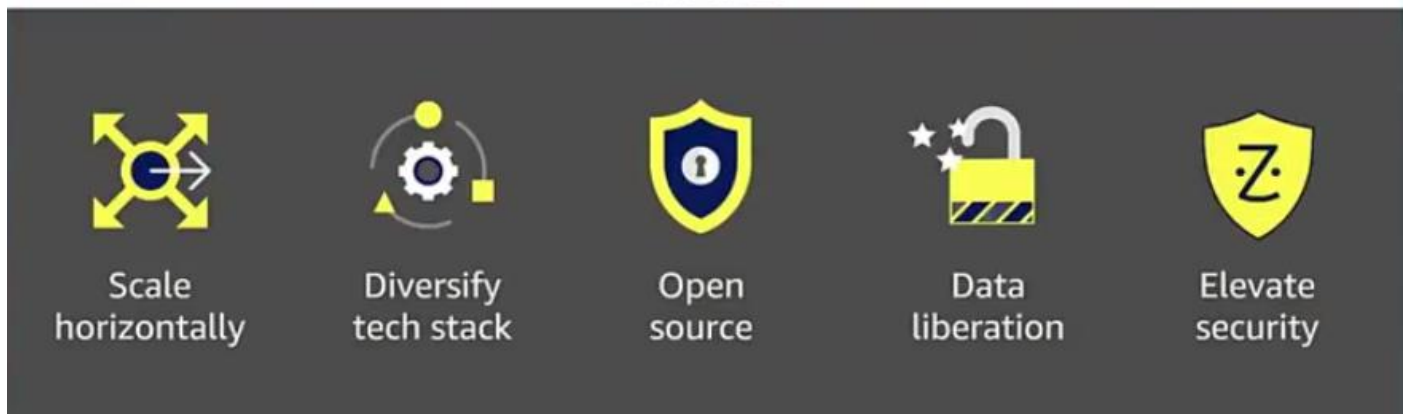 Scale
horizontally
Diversify
tech stack
Open
source
Data
liberation
·Z·
Elevate
security